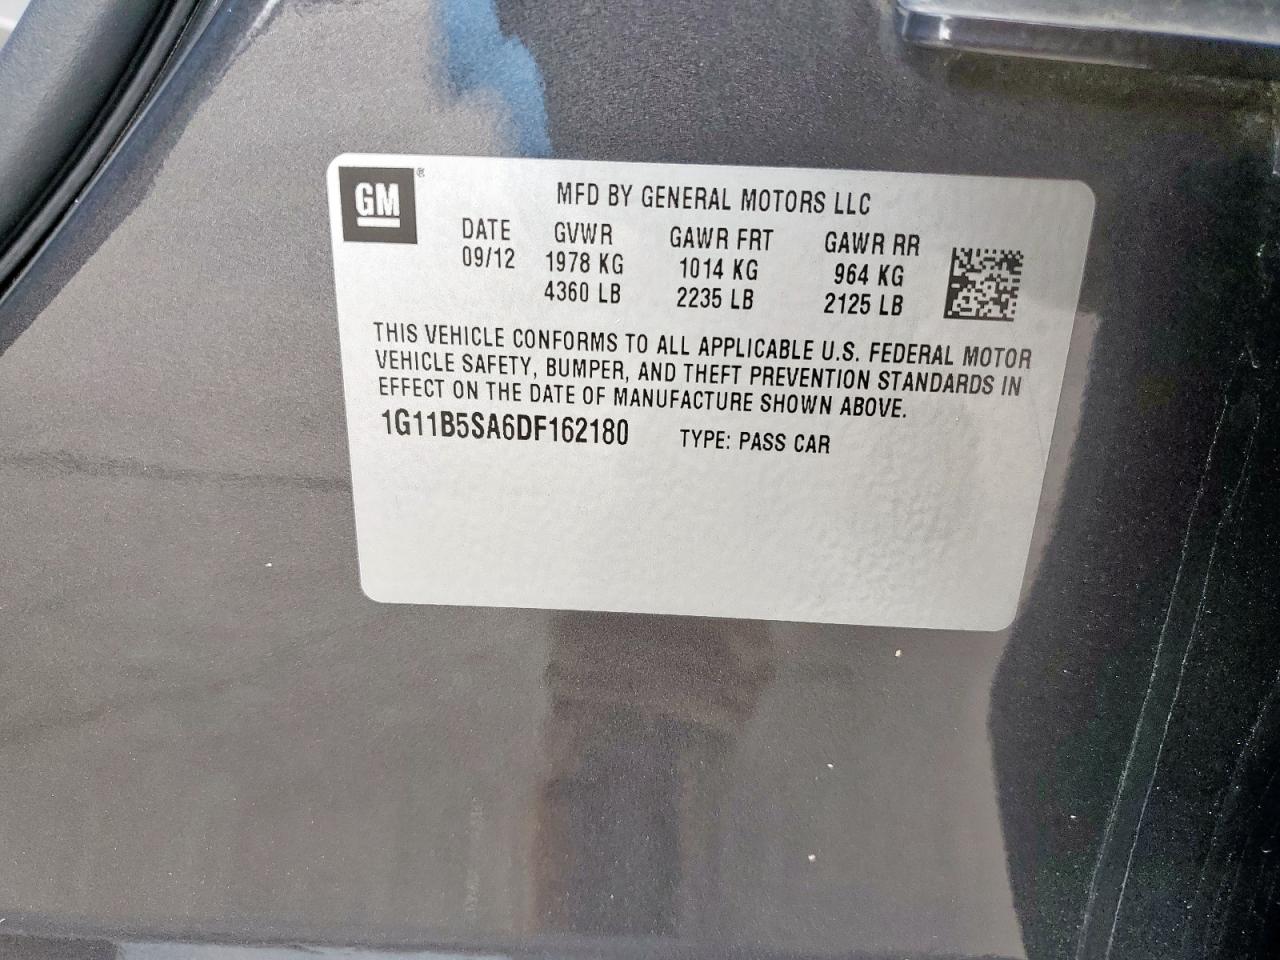 GM®
MFD BY GENERAL MOTORS LLC
DATE GVWR GAWR FRT GAWR RR
09/12 1978 KG 1014 KG 964 KG
4360 LB 2235 LB 2125 LB
THIS VEHICLE CONFORMS TO ALL APPLICABLE U.S. FEDERAL MOTOR
VEHICLE SAFETY, BUMPER, AND THEFT PREVENTION STANDARDS IN
EFFECT ON THE DATE OF MANUFACTURE SHOWN ABOVE.
1G11B5SA6DF162180 TYPE: PASS CAR